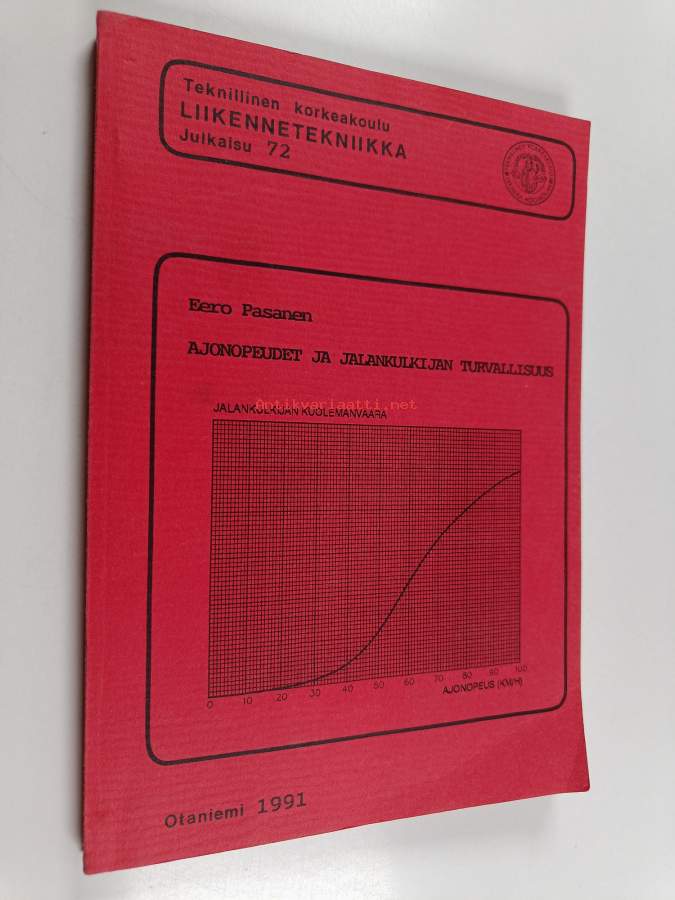 Teknillinen korkeakoulu
LIIKENNETEKNIIKKA
Julkaisu 72
Eero Pasanen
AJONOPEUDET JA JALANKULKIJAN TURVALLISUUS
Antikvariaatti.net
JALANKULKIJAN KUOLEMANVAARA
0 10 20 30 40 50 60 70 80 90 100
AJONOPEUS (KM/H)
Otaniemi 1991